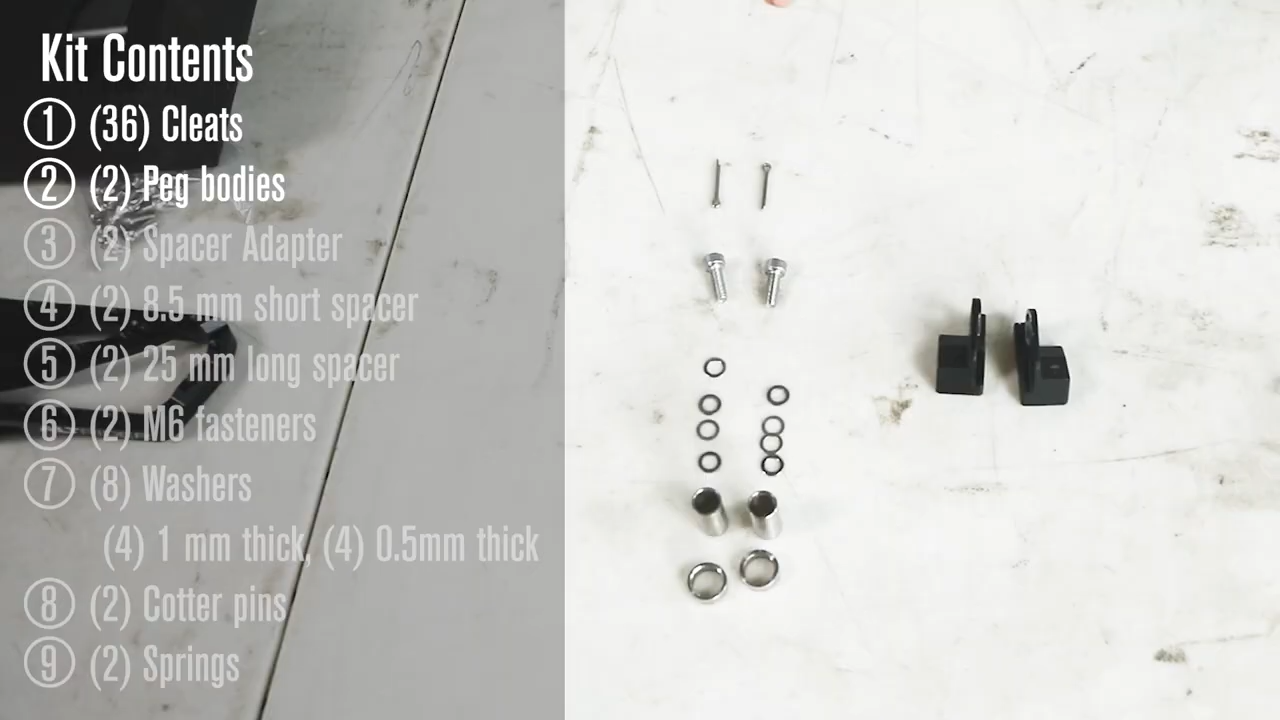 Kit Contents
1 (36) Cleats
2 (2) Peg bodies
3 (2) Spacer Adapter
4 (2) 8.5 mm short spacer
5 (2) 25 mm long spacer
6 (2) M6 fasteners
7 (8) Washers
(4) 1 mm thick, (4) 0.5mm thick
8 (2) Cotter pins
9 (2) Springs